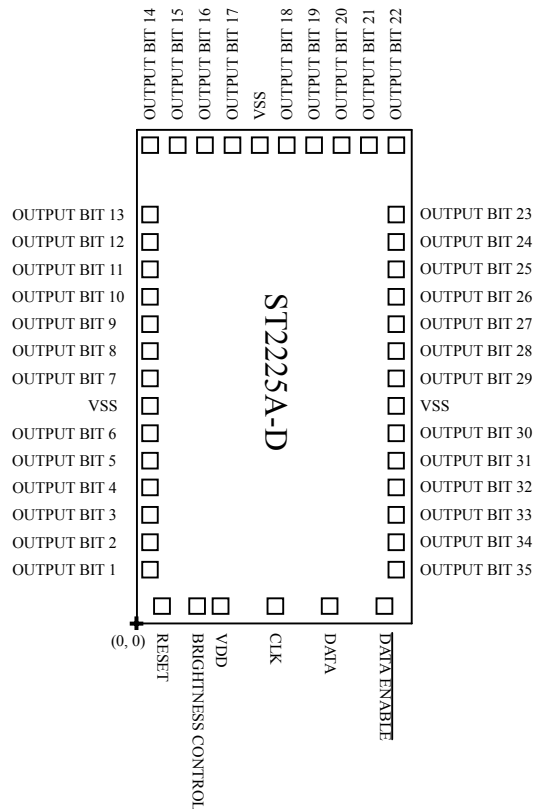 OUTPUT BIT 14
OUTPUT BIT 15
OUTPUT BIT 16
OUTPUT BIT 17
VSS
OUTPUT BIT 18
OUTPUT BIT 19
OUTPUT BIT 20
OUTPUT BIT 21
OUTPUT BIT 22
OUTPUT BIT 13
OUTPUT BIT 12
OUTPUT BIT 11
OUTPUT BIT 10
OUTPUT BIT 9
OUTPUT BIT 8
OUTPUT BIT 7
VSS
OUTPUT BIT 6
OUTPUT BIT 5
OUTPUT BIT 4
OUTPUT BIT 3
OUTPUT BIT 2
OUTPUT BIT 1
ST2225A-D
OUTPUT BIT 23
OUTPUT BIT 24
OUTPUT BIT 25
OUTPUT BIT 26
OUTPUT BIT 27
OUTPUT BIT 28
OUTPUT BIT 29
VSS
OUTPUT BIT 30
OUTPUT BIT 31
OUTPUT BIT 32
OUTPUT BIT 33
OUTPUT BIT 34
OUTPUT BIT 35
(0, 0)
RESET
BRIGHTNESS CONTROL
VDD
CLK
DATA
DATA ENABLE